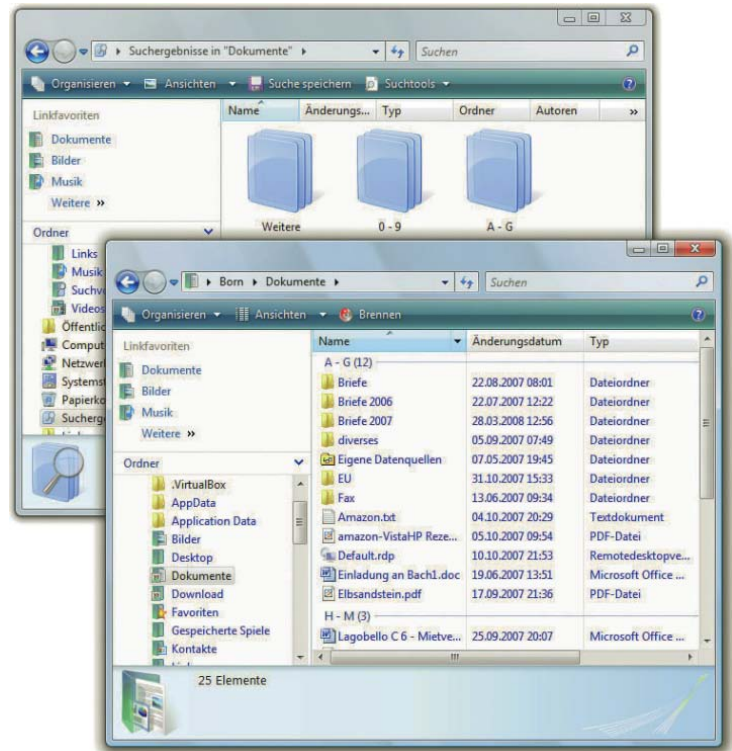 Suchergebnisse in "Dokumente"
Suchen
Organisieren Ansichten Suche speichern Suchtools
Linkfavoriten
Dokumente
Bilder
Musik
Weitere »
Ordner
Links
Musik
Videos
Name Änderungs... Typ Ordner Autoren »
Weitere 0 - 9 A - G
Born Dokumente
Suchen
Organisieren Ansichten Brennen
Linkfavoriten
Dokumente
Bilder
Musik
Weitere »
Ordner
.VirtualBox
AppData
Application Data
Bilder
Desktop
Dokumente
Download
Favoriten
Gespeicherte Spiele
Kontakte
Name Änderungsdatum Typ
A - G (12)
Briefe 22.08.2007 08:01 Dateiordner
Briefe 2006 22.07.2007 12:22 Dateiordner
Briefe 2007 28.03.2008 12:56 Dateiordner
diverses 05.09.2007 07:49 Dateiordner
Eigene Datenquellen 07.05.2007 19:45 Dateiordner
EU 31.10.2007 15:33 Dateiordner
Fax 13.06.2007 09:34 Dateiordner
Amazon.txt 04.10.2007 20:29 Textdokument
amazon-VistaHP Reze... 05.10.2007 09:54 PDF-Datei
Default.rdp 10.10.2007 21:53 Remotedesktopve...
Einladung an Bach1.doc 19.06.2007 13:51 Microsoft Office ...
Elbsandstein.pdf 17.09.2007 21:36 PDF-Datei
H - M (3)
Lagobello C 6 - Mietve... 25.09.2007 20:07 Microsoft Office ...
25 Elemente